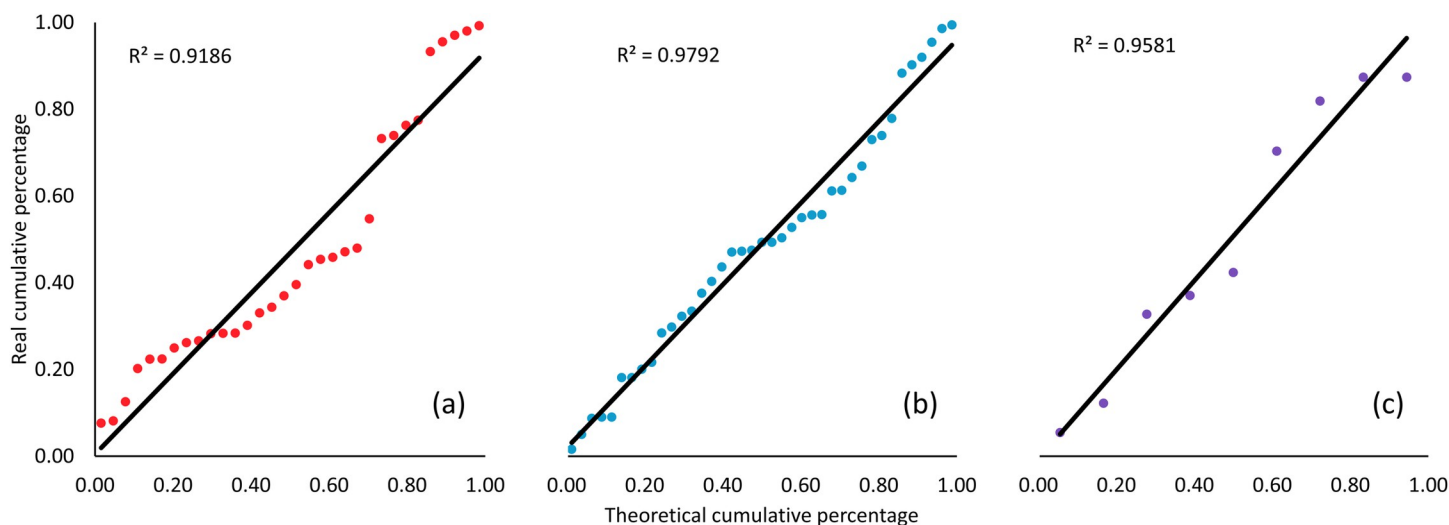 Real cumulative percentage
1.00
0.80
0.60
0.40
0.20
0.00
R² = 0.9186
(a)
0.00 0.20 0.40 0.60 0.80 1.00
R² = 0.9792
(b)
0.00 0.20 0.40 0.60 0.80 1.00
R² = 0.9581
(c)
0.00 0.20 0.40 0.60 0.80 1.00
Theoretical cumulative percentage